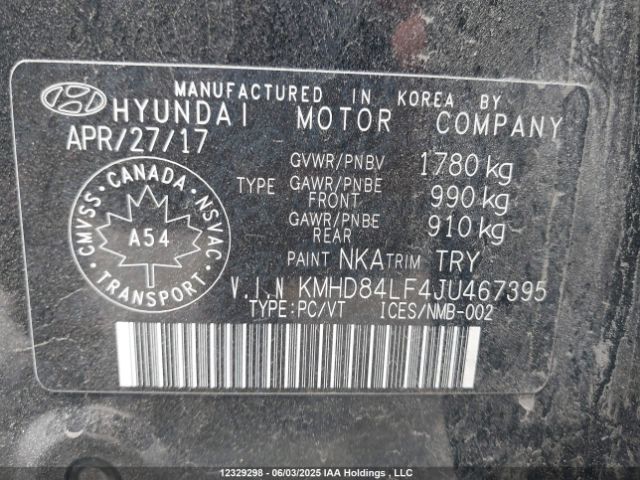 MANUFACTURED IN KOREA BY
HYUNDAI MOTOR COMPANY
APR/27/17
GVWR/PNBV 1780 kg
TYPE GAWR/PNBE FRONT 990 kg
GAWR/PNBE REAR 910 kg
PAINT NKA TRIM TRY
CMVSS · CANADA · NSVAC
A54
TRANSPORT
V.I.N KMHD84LF4JU467395
TYPE:PC/VT ICES/NMB-002
12329298 - 06/03/2025 IAA Holdings , LLC